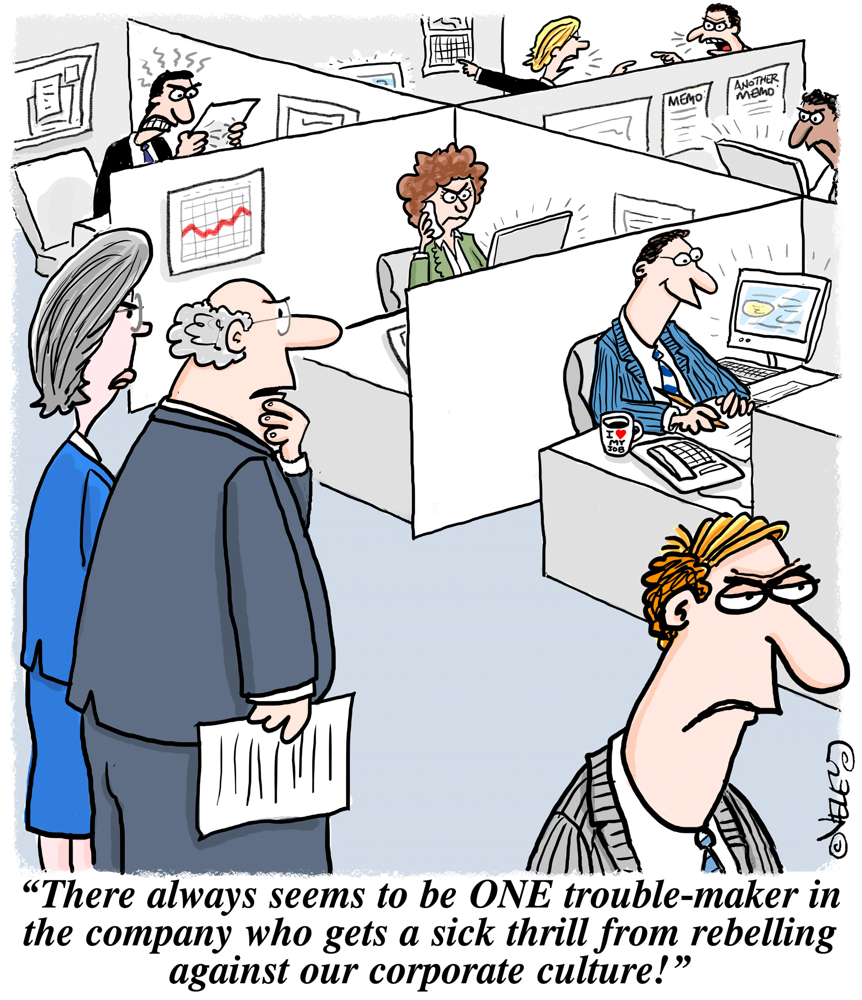 MEMO
ANOTHER
MEMO
I ♥
MY
JOB
“There always seems to be ONE trouble-maker in
the company who gets a sick thrill from rebelling
against our corporate culture!”